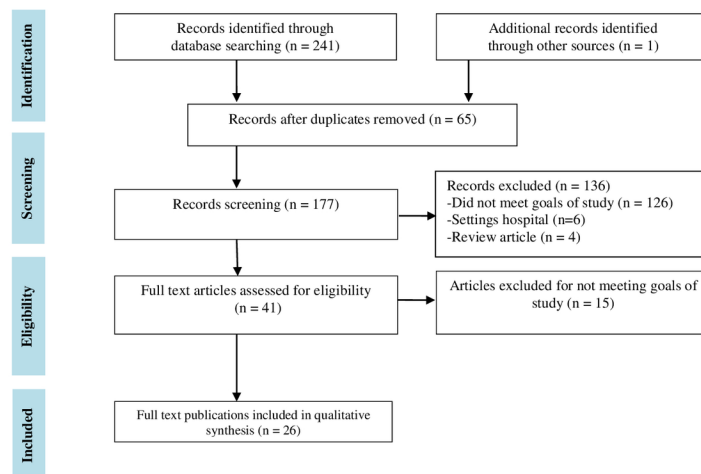 Identification
Records identified through
database searching (n = 241)
Additional records identified
through other sources (n = 1)
Records after duplicates removed (n = 65)
Screening
Records screening (n = 177)
Records excluded (n = 136)
-Did not meet goals of study (n = 126)
-Settings hospital (n=6)
-Review article (n = 4)
Eligibility
Full text articles assessed for eligibility
(n = 41)
Articles excluded for not meeting goals of
study (n = 15)
Included
Full text publications included in qualitative
synthesis (n = 26)